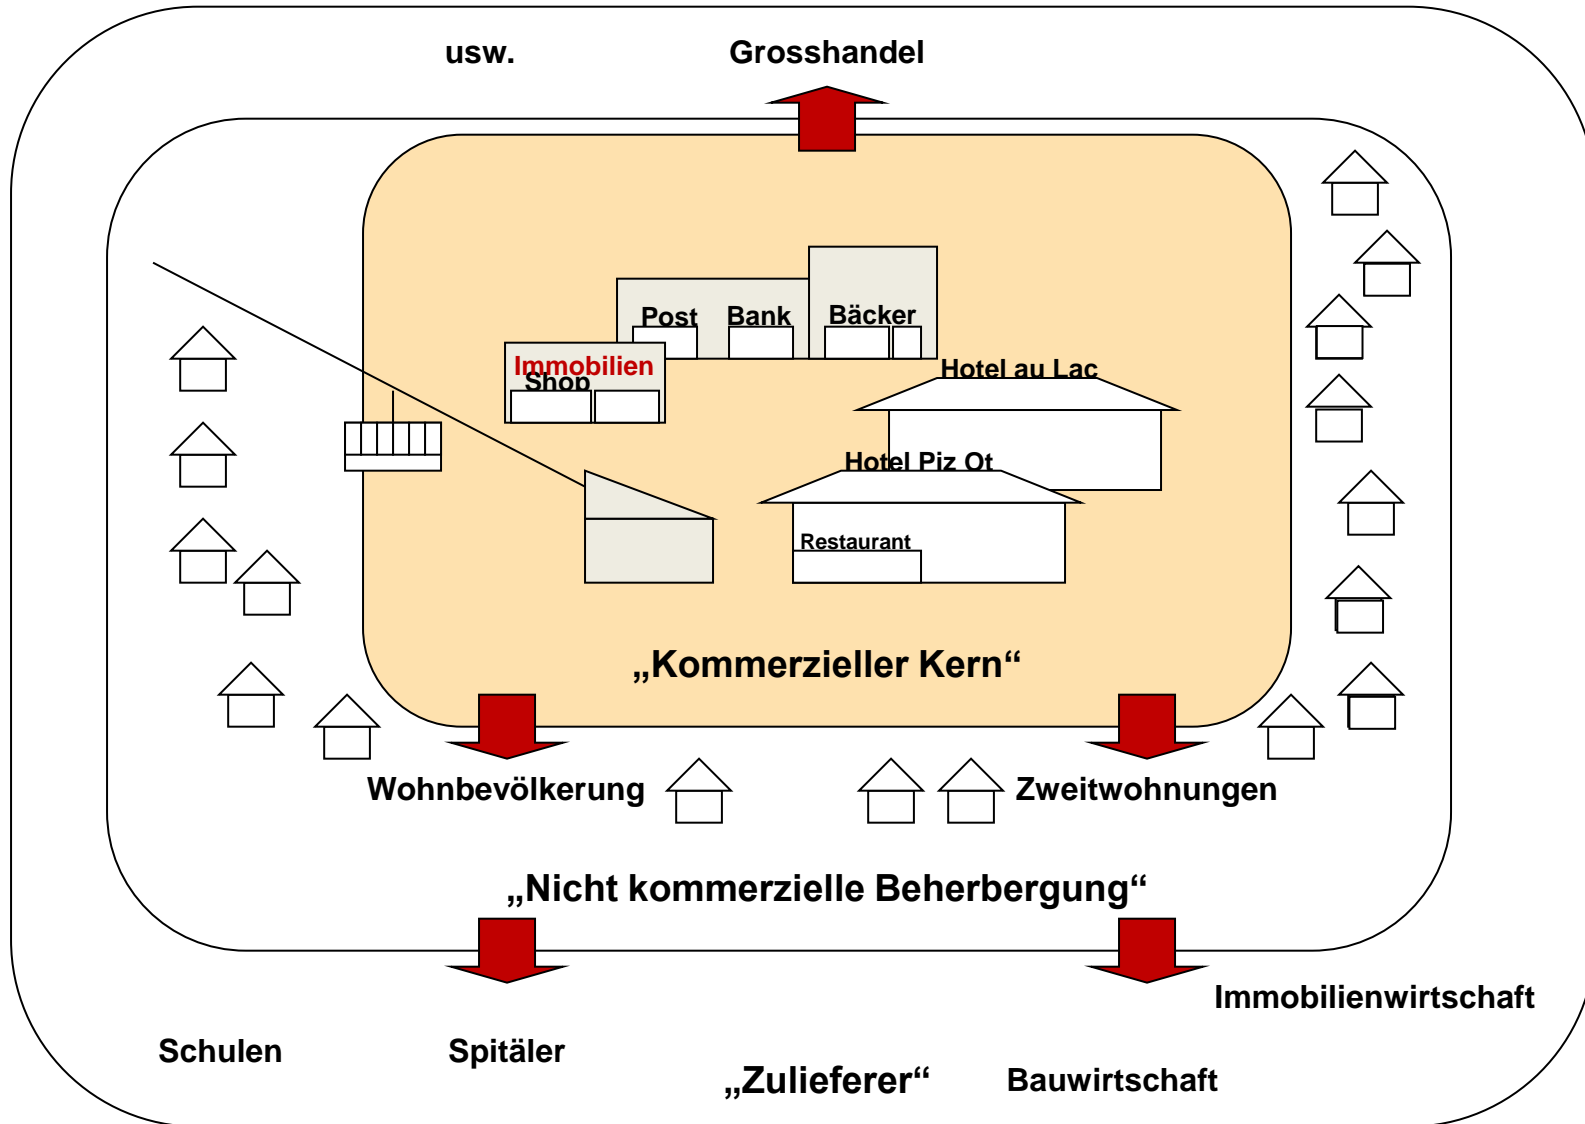 usw.
Grosshandel
Post
Bank
Bäcker
Immobilien
Shop
Hotel au Lac
Hotel Piz Ot
Restaurant
„Kommerzieller Kern“
Wohnbevölkerung
Zweitwohnungen
„Nicht kommerzielle Beherbergung“
Immobilienwirtschaft
Schulen
Spitäler
„Zulieferer“
Bauwirtschaft